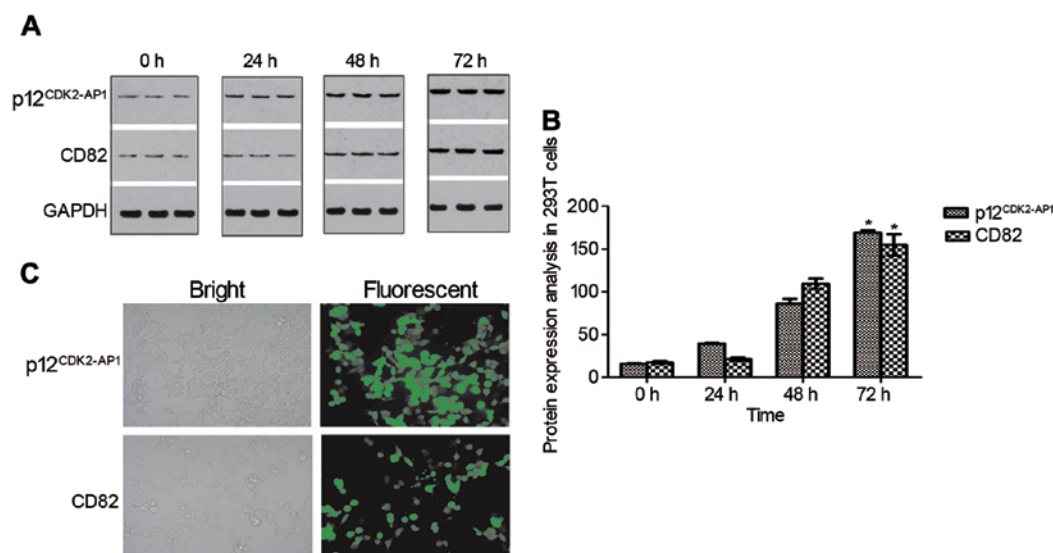 A
0 h 24 h 48 h 72 h
p12CDK2-AP1
CD82
GAPDH
B
Protein expression analysis in 293T cells
200
150
100
50
0
* *
0 h 24 h 48 h 72 h
Time
p12CDK2-AP1
CD82
C
Bright Fluorescent
p12CDK2-AP1
CD82